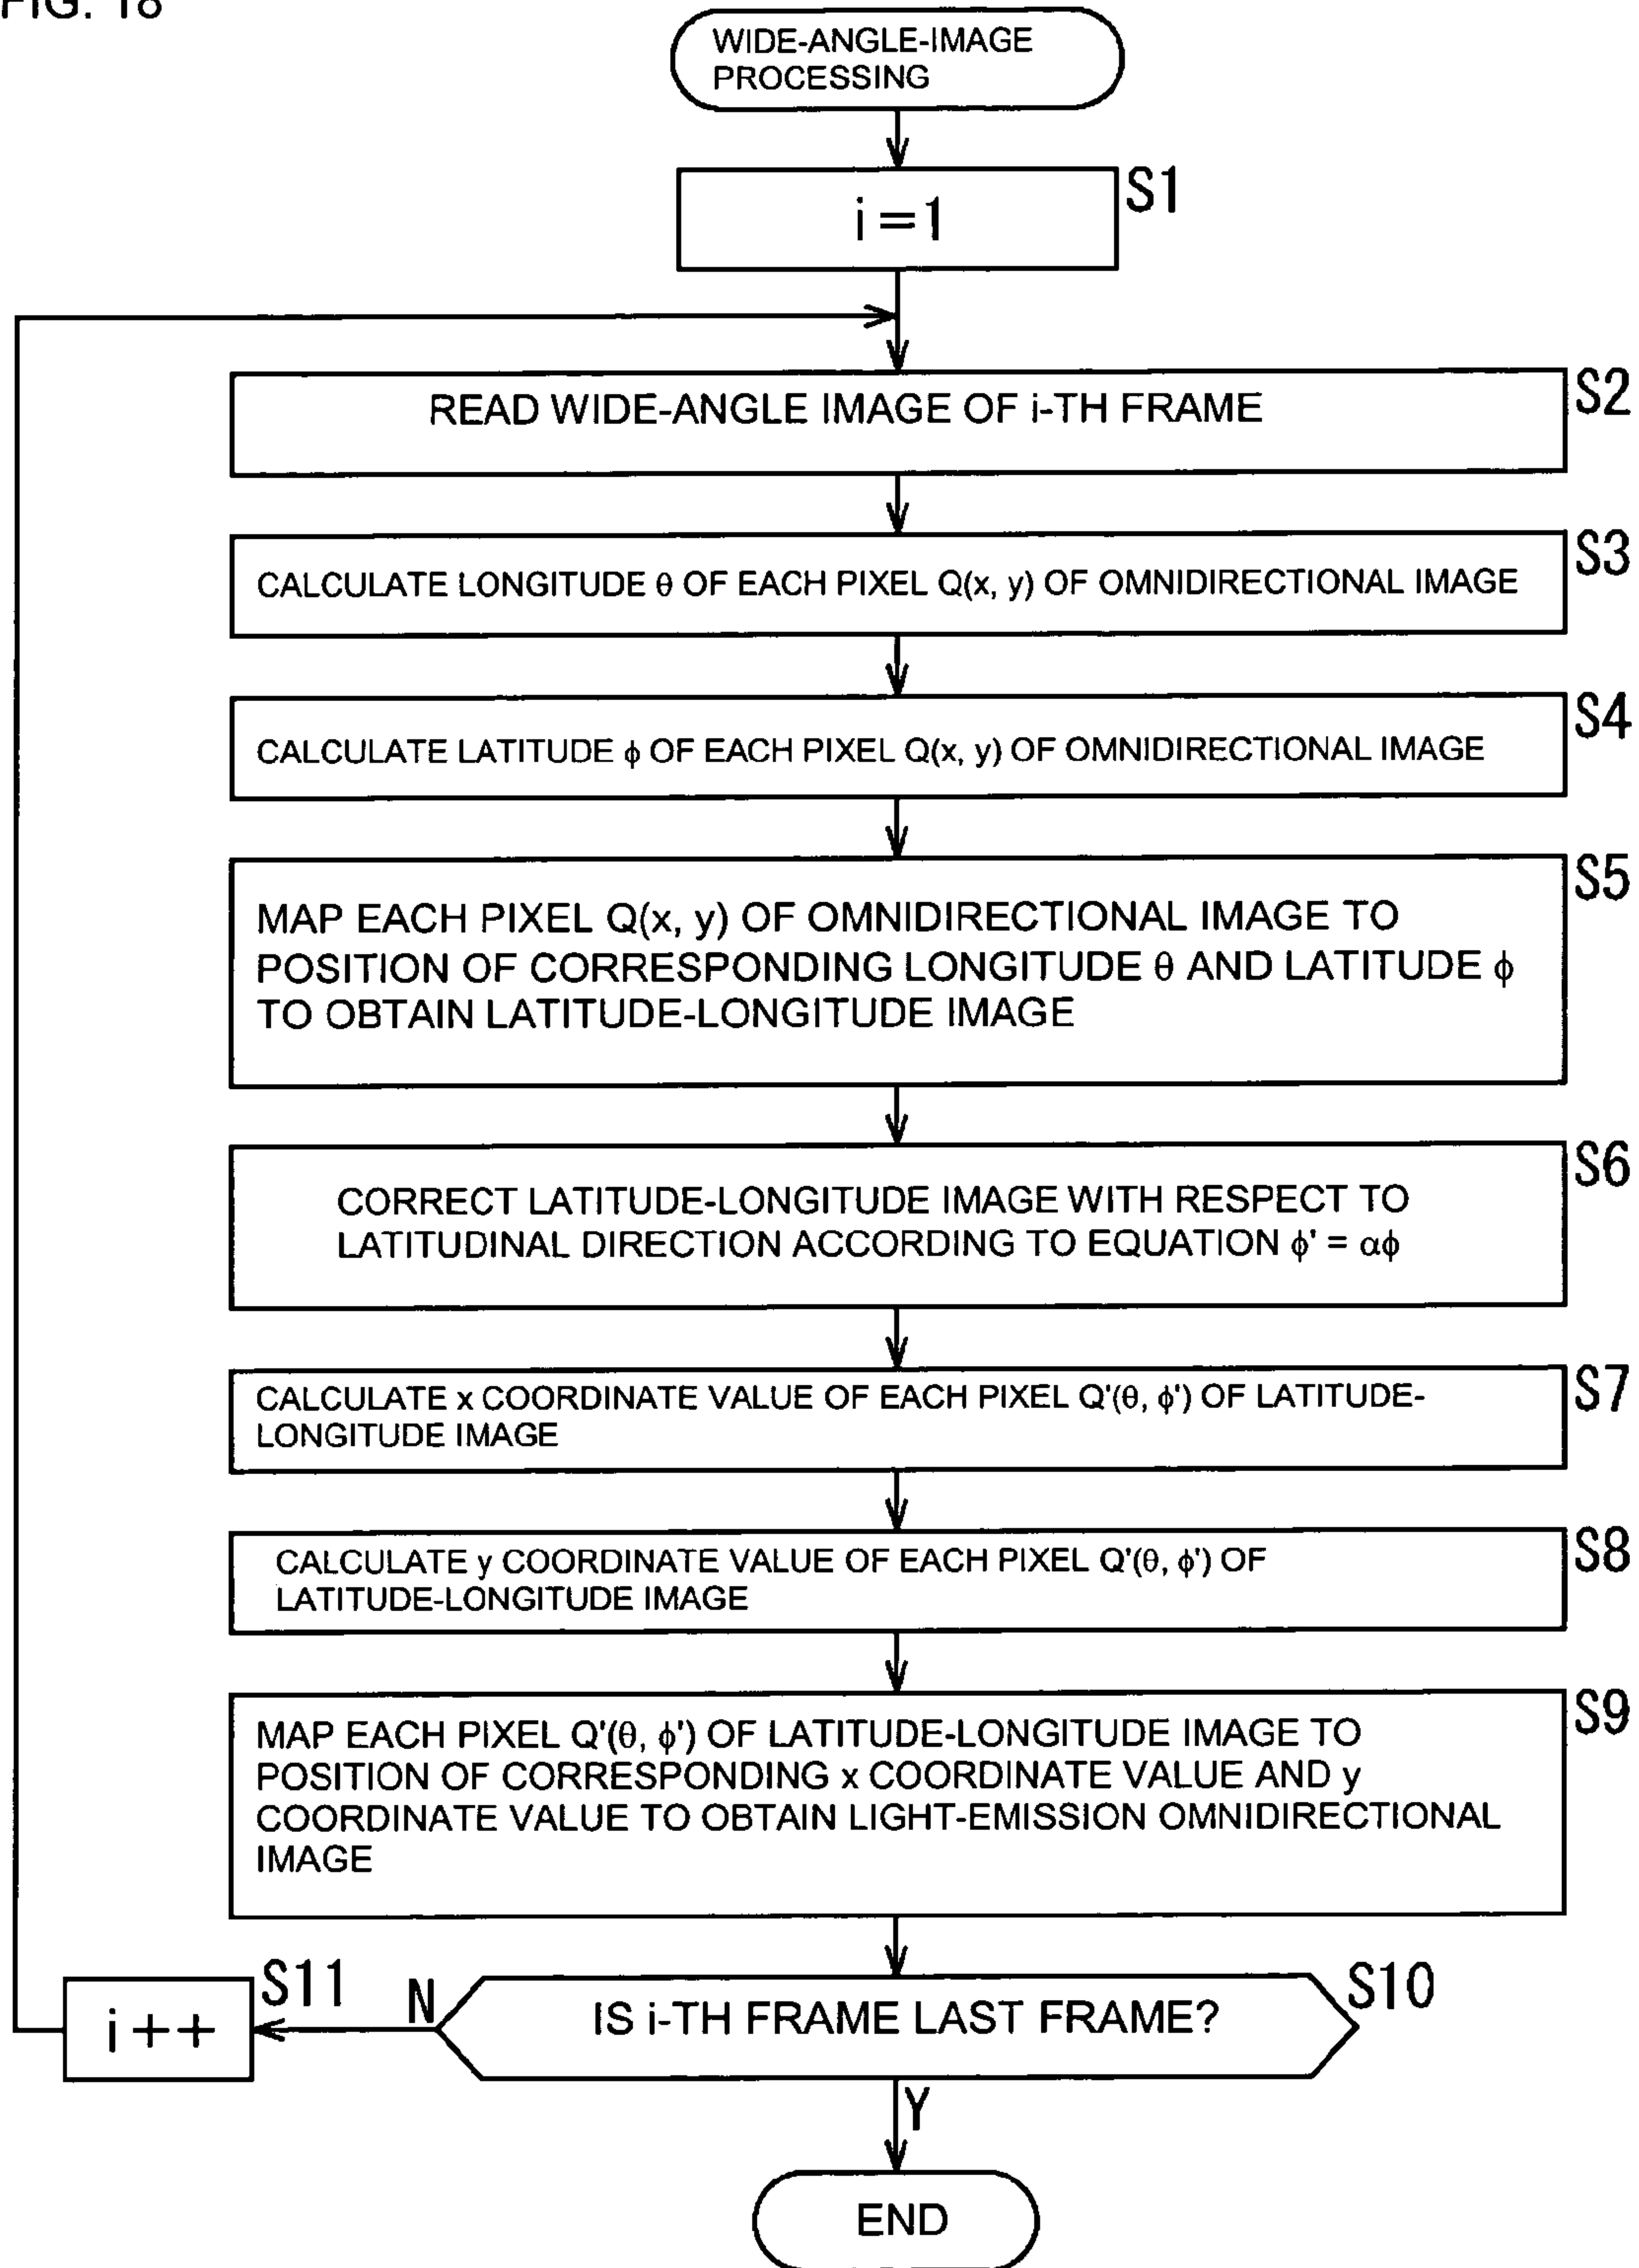 FIG. 18
WIDE-ANGLE-IMAGE
PROCESSING
i=1
S1
READ WIDE-ANGLE IMAGE OF i-TH FRAME
S2
CALCULATE LONGITUDE θ OF EACH PIXEL Q(x, y) OF OMNIDIRECTIONAL IMAGE
S3
CALCULATE LATITUDE ϕ OF EACH PIXEL Q(x, y) OF OMNIDIRECTIONAL IMAGE
S4
MAP EACH PIXEL Q(x, y) OF OMNIDIRECTIONAL IMAGE TO
POSITION OF CORRESPONDING LONGITUDE θ AND LATITUDE ϕ
TO OBTAIN LATITUDE-LONGITUDE IMAGE
S5
CORRECT LATITUDE-LONGITUDE IMAGE WITH RESPECT TO
LATITUDINAL DIRECTION ACCORDING TO EQUATION ϕ' = αϕ
S6
CALCULATE x COORDINATE VALUE OF EACH PIXEL Q'(θ, ϕ') OF LATITUDE-
LONGITUDE IMAGE
S7
CALCULATE y COORDINATE VALUE OF EACH PIXEL Q'(θ, ϕ') OF
LATITUDE-LONGITUDE IMAGE
S8
MAP EACH PIXEL Q'(θ, ϕ') OF LATITUDE-LONGITUDE IMAGE TO
POSITION OF CORRESPONDING x COORDINATE VALUE AND y
COORDINATE VALUE TO OBTAIN LIGHT-EMISSION OMNIDIRECTIONAL
IMAGE
S9
IS i-TH FRAME LAST FRAME?
S10
N
i++
S11
Y
END